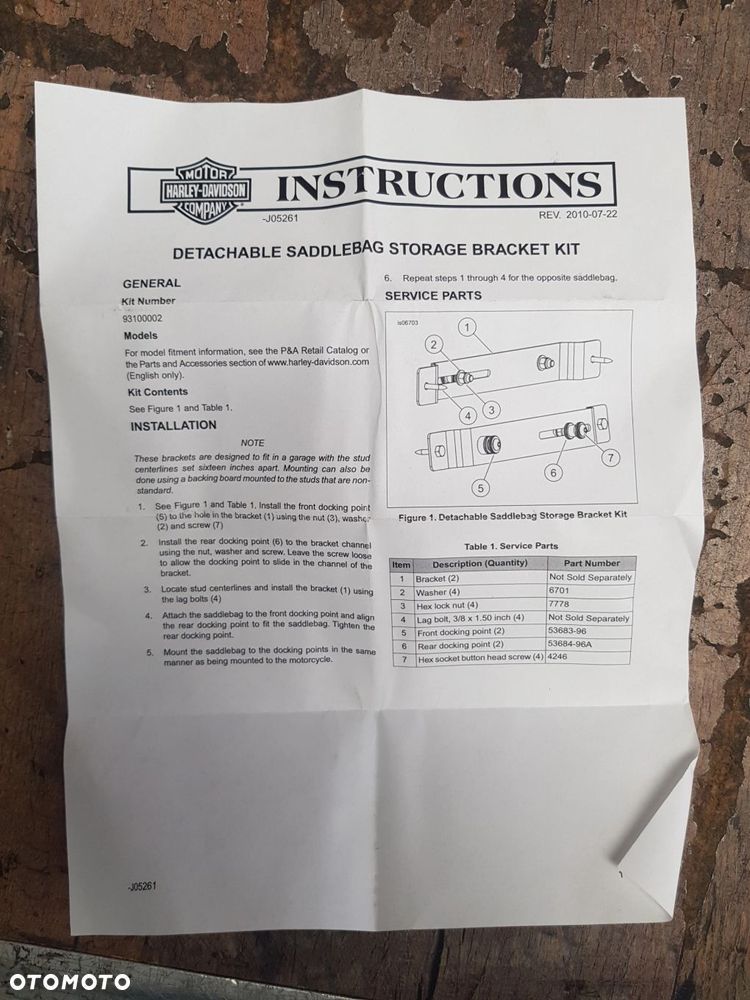 MOTOR
HARLEY-DAVIDSON
COMPANY
INSTRUCTIONS
-J05261
REV. 2010-07-22
DETACHABLE SADDLEBAG STORAGE BRACKET KIT
GENERAL
Kit Number
93100002
Models
For model fitment information, see the P&A Retail Catalog or
the Parts and Accessories section of www.harley-davidson.com
(English only).
Kit Contents
See Figure 1 and Table 1.
INSTALLATION
NOTE
These brackets are designed to fit in a garage with the stud
centerlines set sixteen inches apart. Mounting can also be
done using a backing board mounted to the studs that are non-
standard.
1. See Figure 1 and Table 1. Install the front docking point
(5) to the hole in the bracket (1) using the nut (3), washer
(2) and screw (7)
2. Install the rear docking point (6) to the bracket channel
using the nut, washer and screw. Leave the screw loose
to allow the docking point to slide in the channel of the
bracket.
3. Locate stud centerlines and install the bracket (1) using
the lag bolts (4)
4. Attach the saddlebag to the front docking point and align
the rear docking point to fit the saddlebag. Tighten the
rear docking point.
5. Mount the saddlebag to the docking points in the same
manner as being mounted to the motorcycle.
6. Repeat steps 1 through 4 for the opposite saddlebag.
SERVICE PARTS
is06703
1
2
4
3
5
6
7
Figure 1. Detachable Saddlebag Storage Bracket Kit
Table 1. Service Parts
Item Description (Quantity) Part Number
1 Bracket (2) Not Sold Separately
2 Washer (4) 6701
3 Hex lock nut (4) 7778
4 Lag bolt, 3/8 x 1.50 inch (4) Not Sold Separately
5 Front docking point (2) 53683-96
6 Rear docking point (2) 53684-96A
7 Hex socket button head screw (4) 4246
-J05261
OTOMOTO